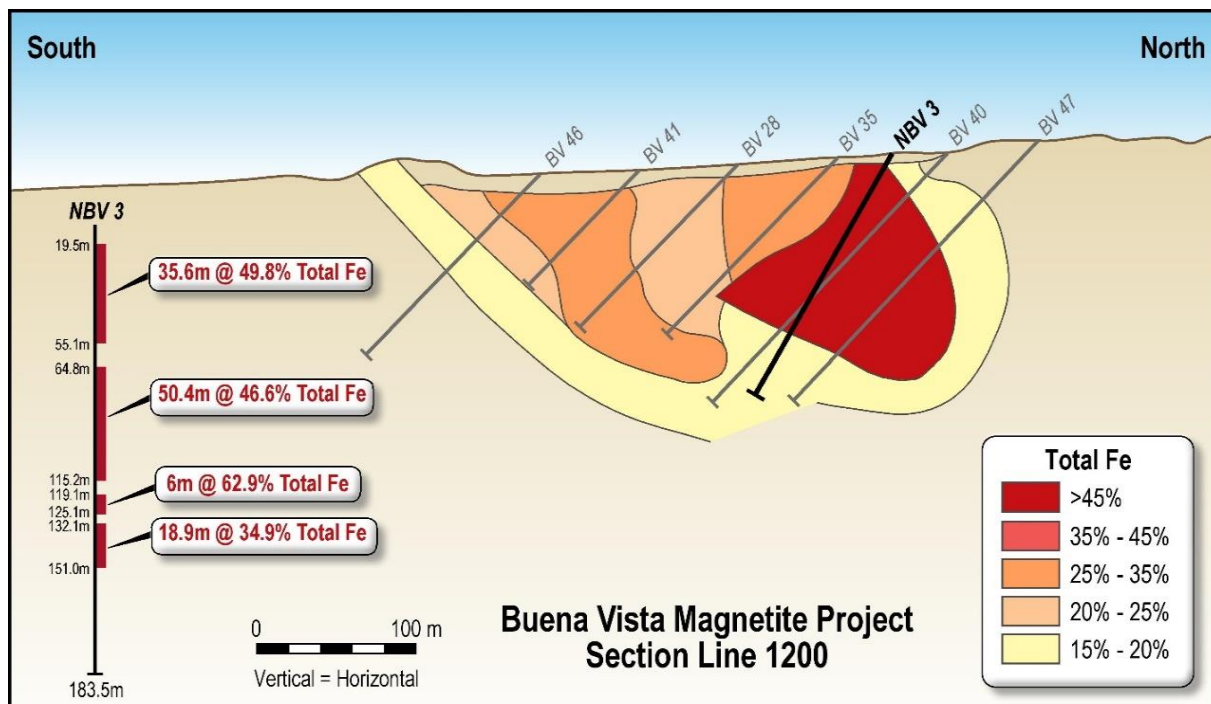 South
North
BV 46
BV 41
BV 28
BV 35
NBV 3
BV 40
BV 47
NBV 3
19.5m
35.6m @ 49.8% Total Fe
55.1m
64.8m
50.4m @ 46.6% Total Fe
115.2m
119.1m
6m @ 62.9% Total Fe
125.1m
132.1m
18.9m @ 34.9% Total Fe
151.0m
183.5m
0 100 m
Vertical = Horizontal
Buena Vista Magnetite Project
Section Line 1200
Total Fe
>45%
35% - 45%
25% - 35%
20% - 25%
15% - 20%